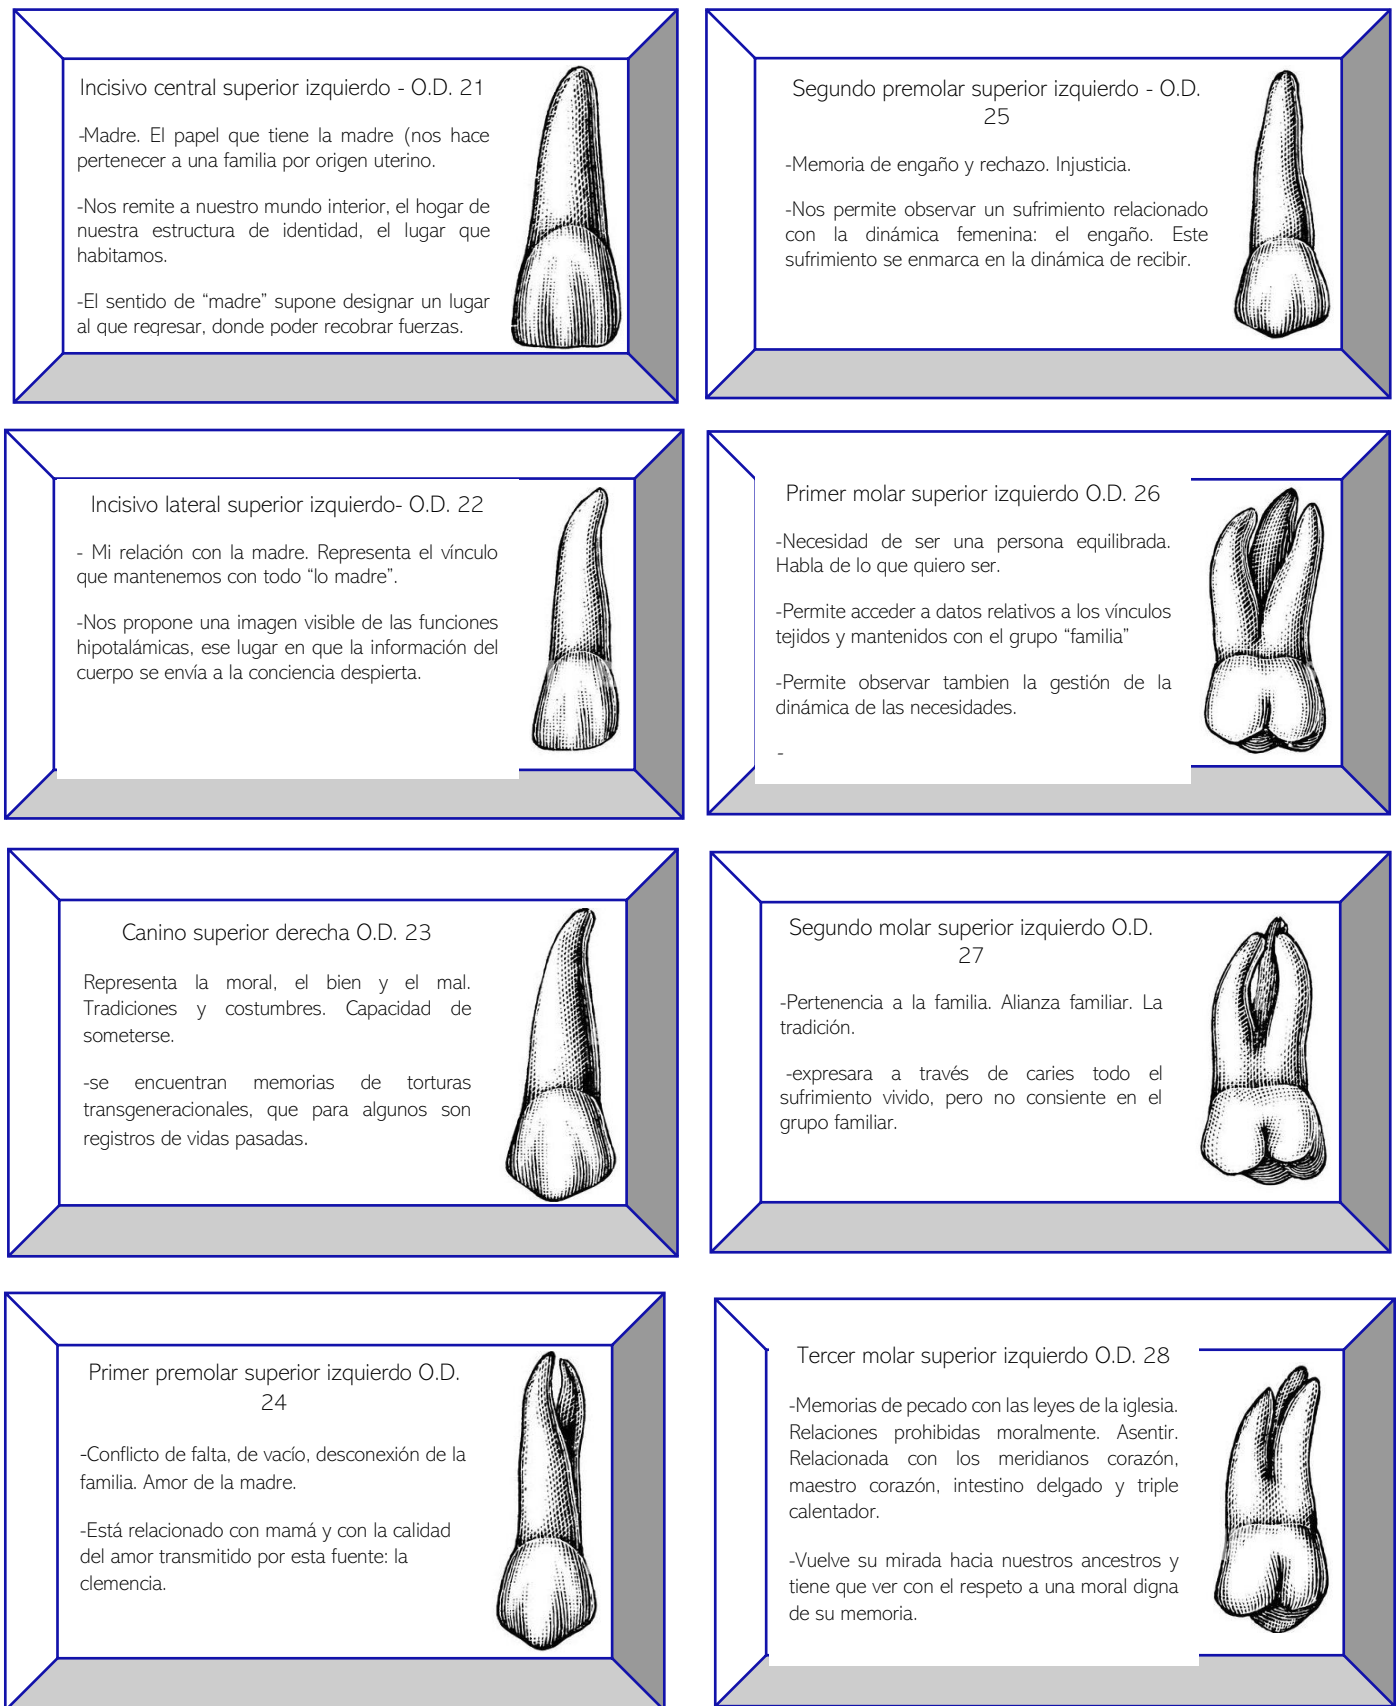 Incisivo central superior izquierdo - O.D. 21
-Madre. El papel que tiene la madre (nos hace
pertenecer a una familia por origen uterino.
-Nos remite a nuestro mundo interior, el hogar de
nuestra estructura de identidad, el lugar que
habitamos.
-El sentido de “madre” supone designar un lugar
al que regresar, donde poder recobrar fuerzas.
Segundo premolar superior izquierdo - O.D.
25
-Memoria de engaño y rechazo. Injusticia.
-Nos permite observar un sufrimiento relacionado
con la dinámica femenina: el engaño. Este
sufrimiento se enmarca en la dinámica de recibir.
Incisivo lateral superior izquierdo- O.D. 22
- Mi relación con la madre. Representa el vínculo
que mantenemos con todo “lo madre”.
-Nos propone una imagen visible de las funciones
hipotalámicas, ese lugar en que la información del
cuerpo se envía a la conciencia despierta.
Primer molar superior izquierdo O.D. 26
-Necesidad de ser una persona equilibrada.
Habla de lo que quiero ser.
-Permite acceder a datos relativos a los vínculos
tejidos y mantenidos con el grupo “familia”
-Permite observar tambien la gestión de la
dinámica de las necesidades.
-
Canino superior derecha O.D. 23
Representa la moral, el bien y el mal.
Tradiciones y costumbres. Capacidad de
someterse.
-se encuentran memorias de torturas
transgeneracionales, que para algunos son
registros de vidas pasadas.
Segundo molar superior izquierdo O.D.
27
-Pertenencia a la familia. Alianza familiar. La
tradición.
-expresara a través de caries todo el
sufrimiento vivido, pero no consiente en el
grupo familiar.
Primer premolar superior izquierdo O.D.
24
-Conflicto de falta, de vacío, desconexión de la
familia. Amor de la madre.
-Está relacionado con mamá y con la calidad
del amor transmitido por esta fuente: la
clemencia.
Tercer molar superior izquierdo O.D. 28
-Memorias de pecado con las leyes de la iglesia.
Relaciones prohibidas moralmente. Asentir.
Relacionada con los meridianos corazón,
maestro corazón, intestino delgado y triple
calentador.
-Vuelve su mirada hacia nuestros ancestros y
tiene que ver con el respeto a una moral digna
de su memoria.